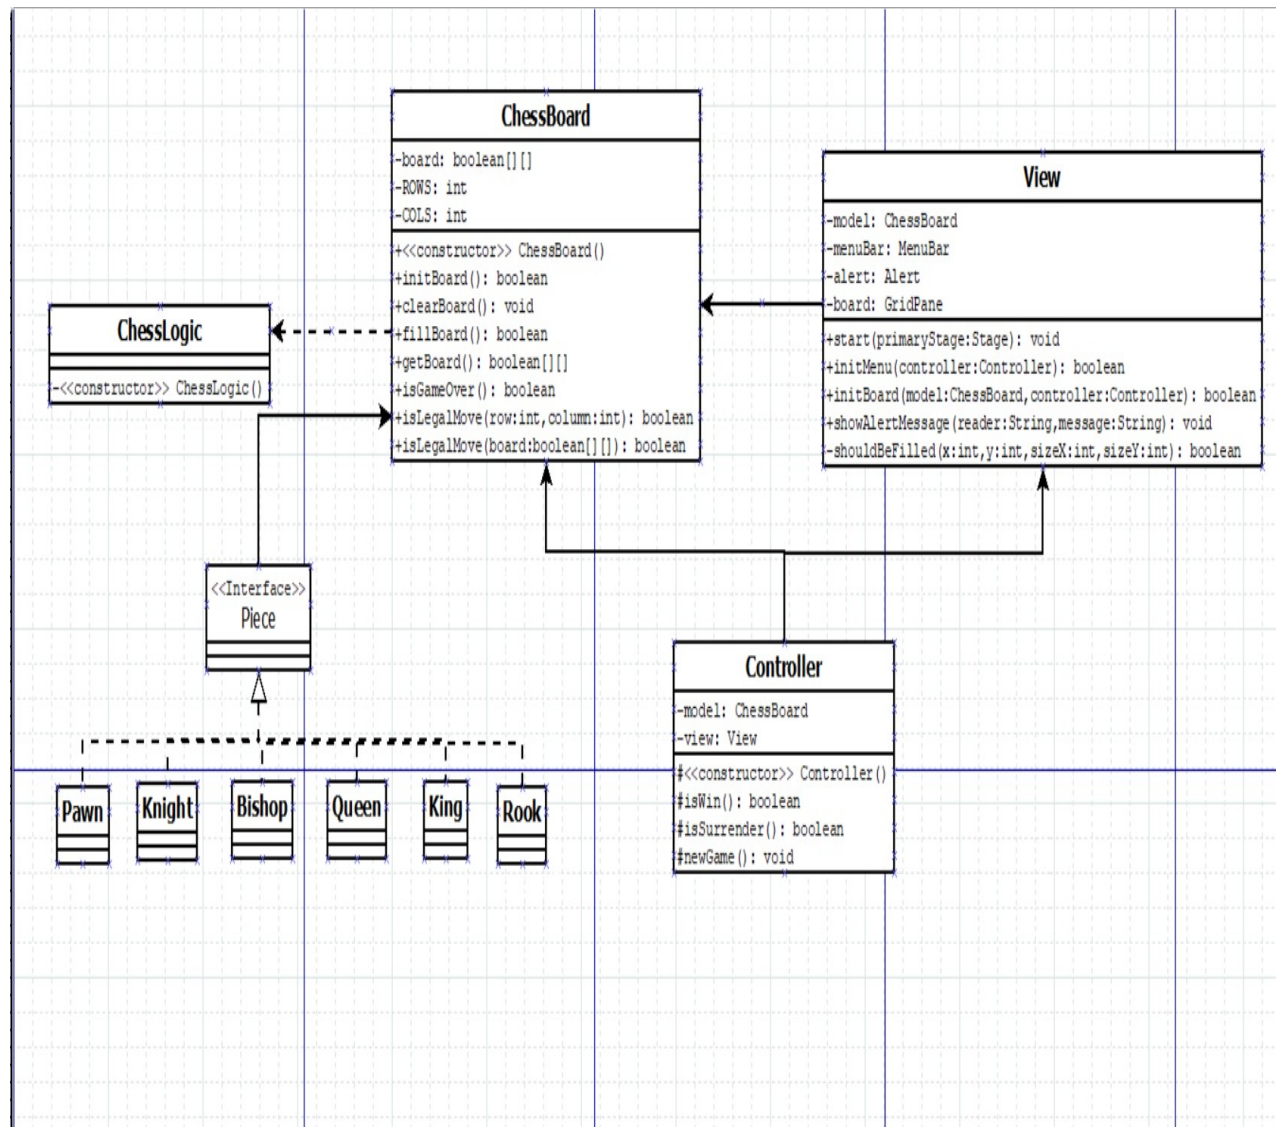 ChessBoard
-board: boolean[][]
-ROWS: int
-COLS: int
+<<constructor>> ChessBoard()
+initBoard(): boolean
+clearBoard(): void
+fillBoard(): boolean
+getBoard(): boolean[][]
+isGameOver(): boolean
+isLegalMove(row:int,column:int): boolean
+isLegalMove(board:boolean[][]): boolean
View
-model: ChessBoard
-menuBar: MenuBar
-alert: Alert
-board: GridPane
+start(primaryStage:Stage): void
+initMenu(controller:Controller): boolean
+initBoard(model:ChessBoard,controller:Controller): boolean
+showAlertMessage(reader:String,message:String): void
-shouldBeFilled(x:int,y:int,sizeX:int,sizeY:int): boolean
ChessLogic
-<<constructor>> ChessLogic()
<<Interface>>
Piece
Controller
-model: ChessBoard
-view: View
#<<constructor>> Controller()
#isWin(): boolean
#isSurrender(): boolean
#newGame(): void
Pawn
Knight
Bishop
Queen
King
Rook